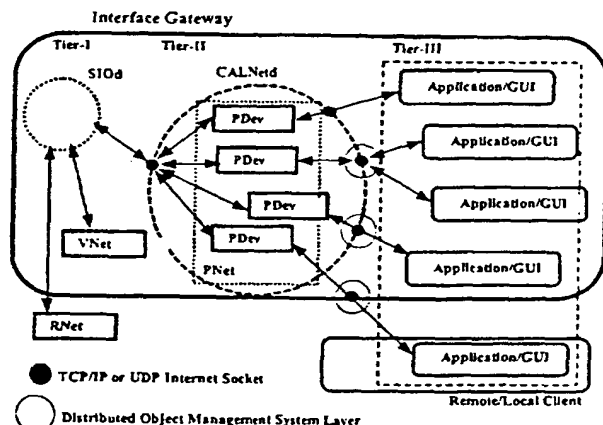 Interface Gateway
Tier-I
Tier-II
Tier-III
SIOd
CALNetd
Application/GUI
PDev
Application/GUI
PDev
Application/GUI
PDev
PDev
VNet
Application/GUI
PNet
RNet
Application/GUI
TCP/IP or UDP Internet Socket
Remote/Local Client
Distributed Object Management System Layer